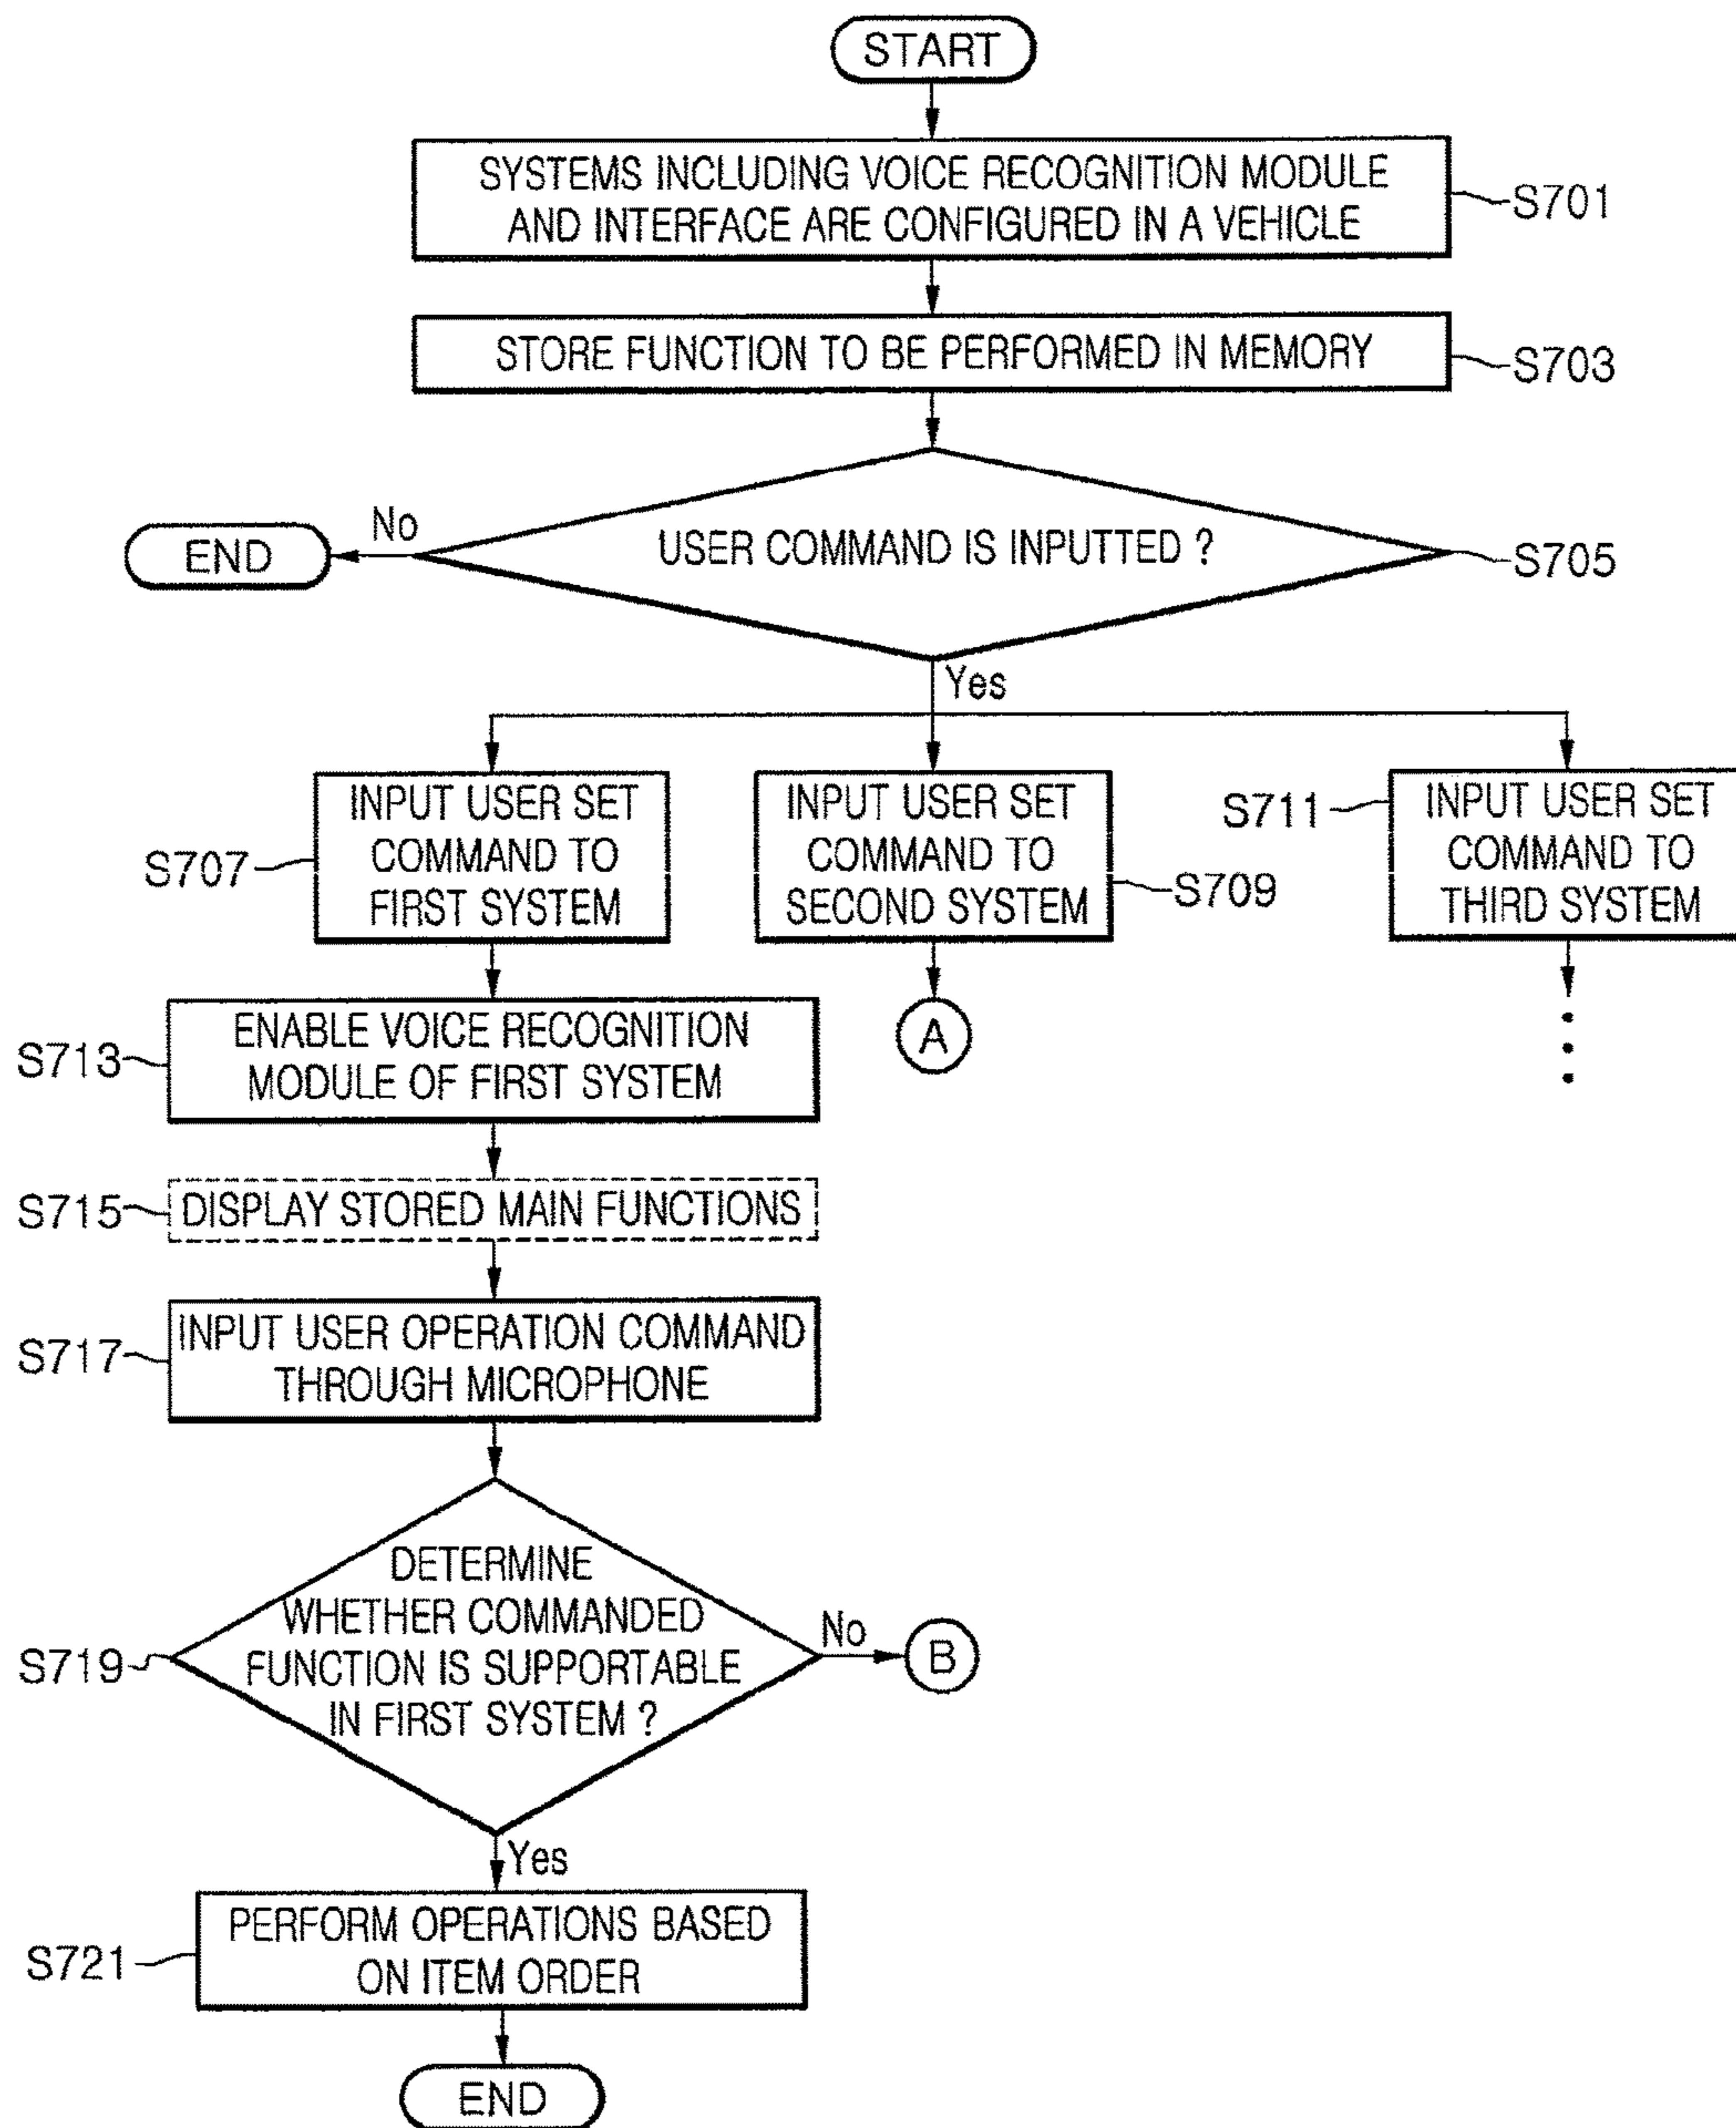 START
SYSTEMS INCLUDING VOICE RECOGNITION MODULE
AND INTERFACE ARE CONFIGURED IN A VEHICLE
S701
STORE FUNCTION TO BE PERFORMED IN MEMORY
S703
USER COMMAND IS INPUTTED ?
S705
No
END
Yes
S707
INPUT USER SET
COMMAND TO
FIRST SYSTEM
INPUT USER SET
COMMAND TO
SECOND SYSTEM
S709
S711
INPUT USER SET
COMMAND TO
THIRD SYSTEM
A
S713
ENABLE VOICE RECOGNITION
MODULE OF FIRST SYSTEM
S715
DISPLAY STORED MAIN FUNCTIONS
S717
INPUT USER OPERATION COMMAND
THROUGH MICROPHONE
S719
DETERMINE
WHETHER COMMANDED
FUNCTION IS SUPPORTABLE
IN FIRST SYSTEM ?
No
B
Yes
S721
PERFORM OPERATIONS BASED
ON ITEM ORDER
END